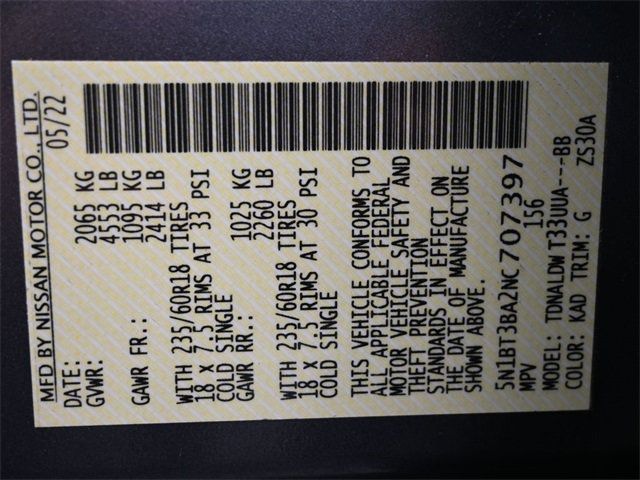 MFD BY NISSAN MOTOR CO., LTD.
DATE: 05/22
GVWR: 2065 KG
4553 LB
GAWR FR.: 1095 KG
2414 LB
WITH 235/60R18 TIRES
18 X 7.5 RIMS AT 33 PSI
COLD SINGLE
GAWR RR.: 1025 KG
2260 LB
WITH 235/60R18 TIRES
18 X 7.5 RIMS AT 30 PSI
COLD SINGLE
THIS VEHICLE CONFORMS TO
ALL APPLICABLE FEDERAL
MOTOR VEHICLE SAFETY AND
THEFT PREVENTION
STANDARDS IN EFFECT ON
THE DATE OF MANUFACTURE
SHOWN ABOVE.
5N1BT3BA2NC707397
MPV 156
MODEL: TDNALDW T33UUA---BB
COLOR: KAD TRIM: G ZS30A